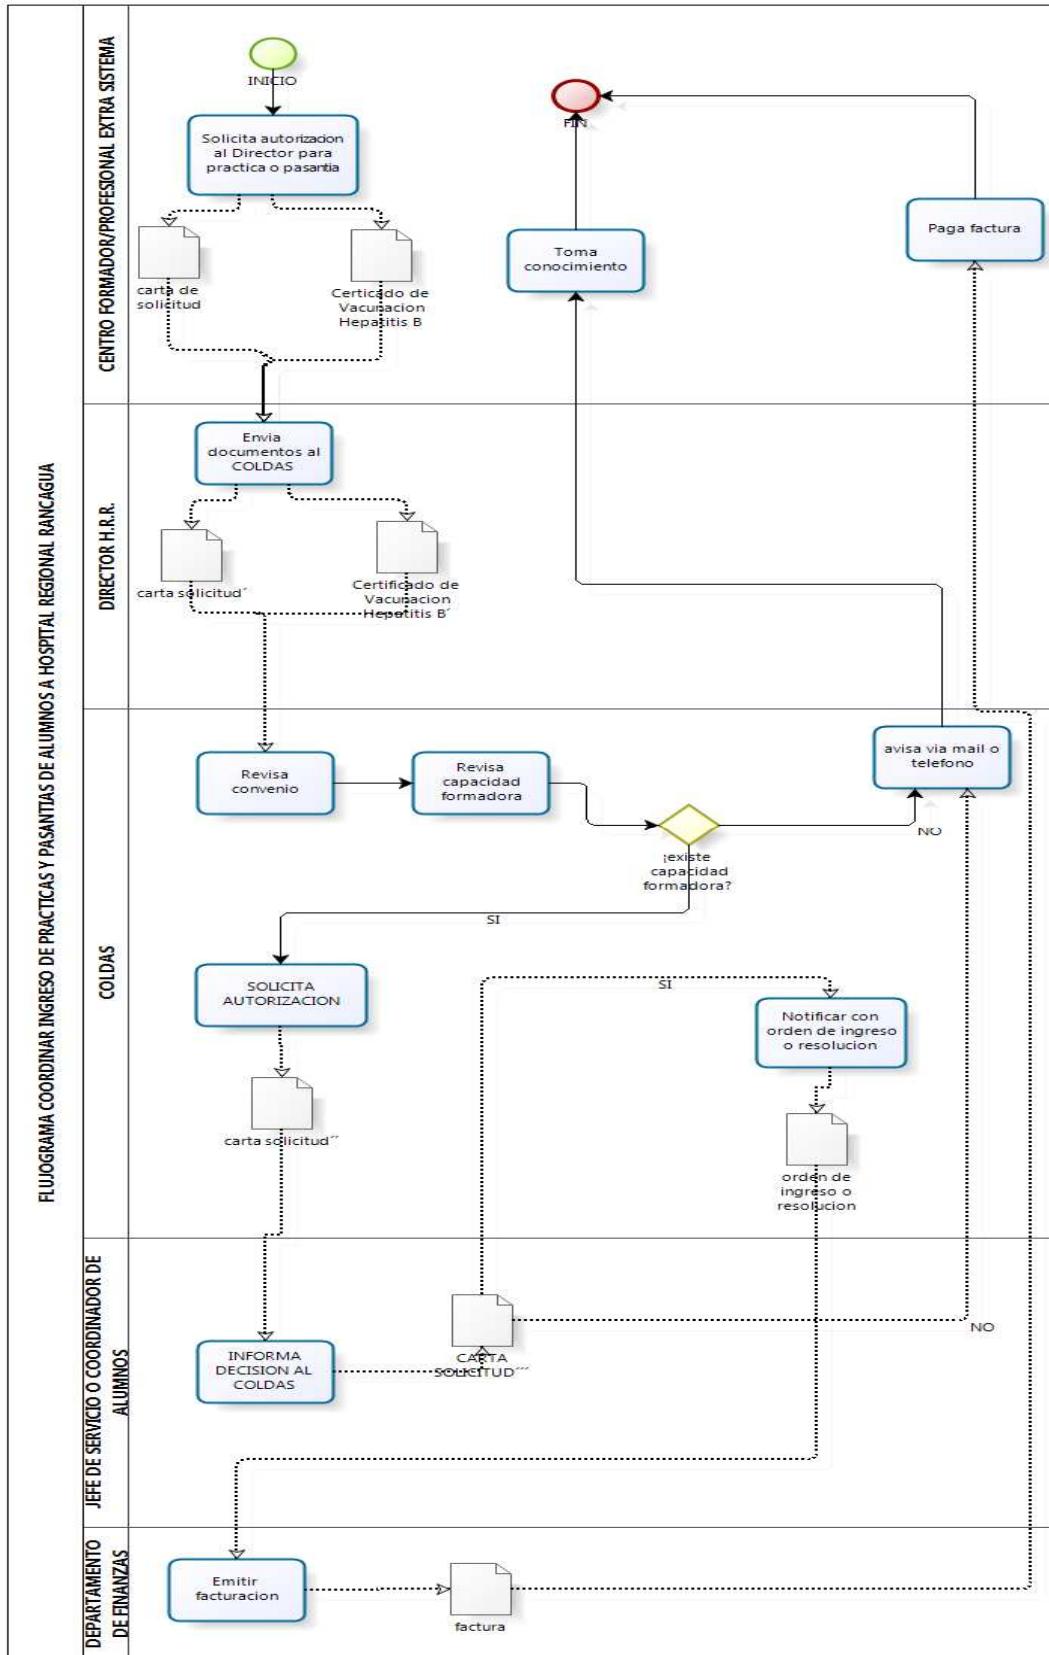 FLUJOGRAMA COORDINAR INGRESO DE PRACTICAS Y PASANTIAS DE ALUMNOS A HOSPITAL REGIONAL RANCAGUA
CENTRO FORMADOR/PROFESIONAL EXTRA SISTEMA
INICIO
Solicita autorizacion
al Director para
practica o pasantia
carta de
solicitud
Certicado de
Vacunacion
Hepatitis B
FIN
Toma
conocimiento
Paga factura
DIRECTOR H.R.R.
Envia
documentos al
COLDAS
carta solicitud´
Certificado de
Vacunacion
Hepatitis B´
COLDAS
Revisa
convenio
Revisa
capacidad
formadora
¡existe
capacidad
formadora?
avisa via mail o
telefono
NO
SI
SOLICITA
AUTORIZACION
carta solicitud´´
SI
Notificar con
orden de ingreso
o resolucion
orden de
ingreso o
resolucion
JEFE DE SERVICIO O COORDINADOR DE
ALUMNOS
INFORMA
DECISION AL
COLDAS
CARTA
SOLICITUD´´´
NO
DEPARTAMENTO
DE FINANZAS
Emitir
facturacion
factura